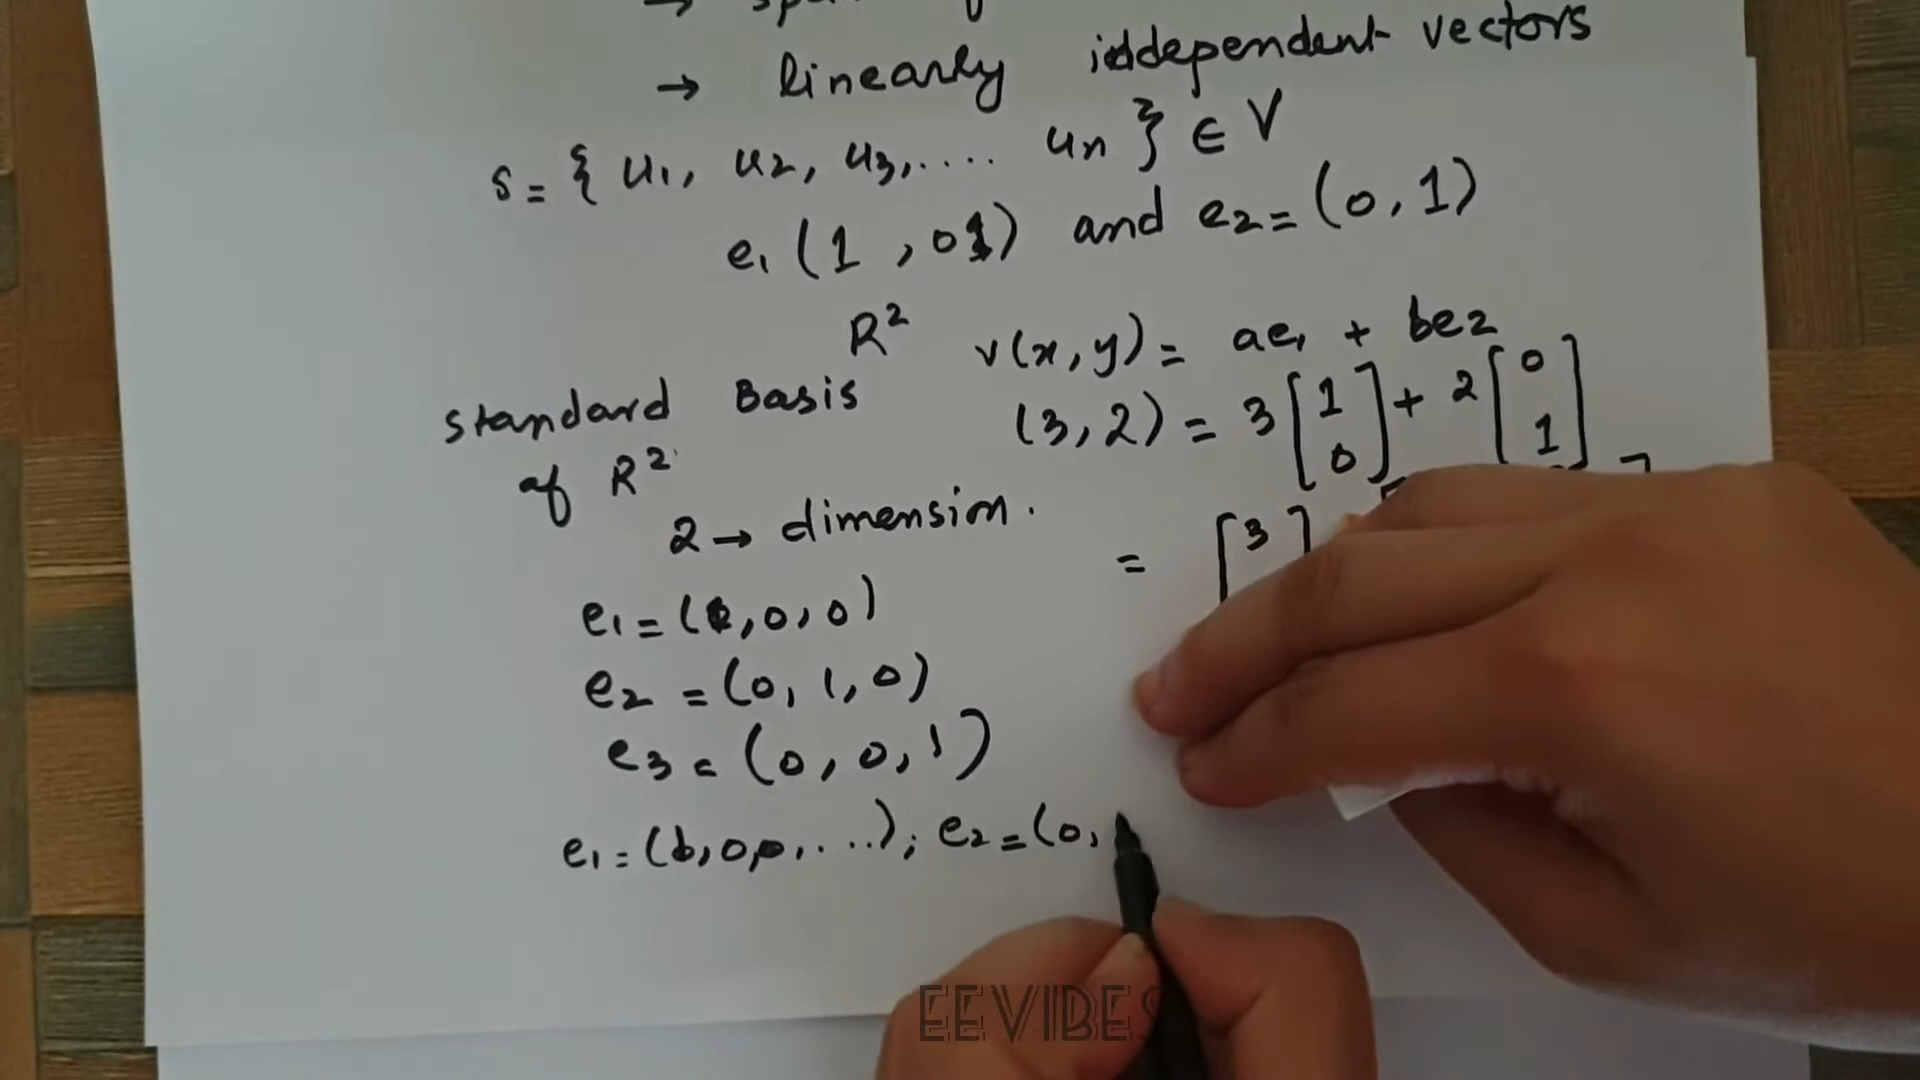 →
→ linearly independent vectors
s = { u1, u2, u3, .... un } ∈ V
e1 (1, 0) and e2 = (0, 1)
R²
v(x, y) = ae1 + be2
standard Basis
of R²
(3, 2) = 3 [1 0] + 2 [0 1]
2 → dimension.
= [3
e1 = (1, 0, 0)
e2 = (0, 1, 0)
e3 = (0, 0, 1)
e1 = (1, 0, 0, ....); e2 = (0,
EEVIBES